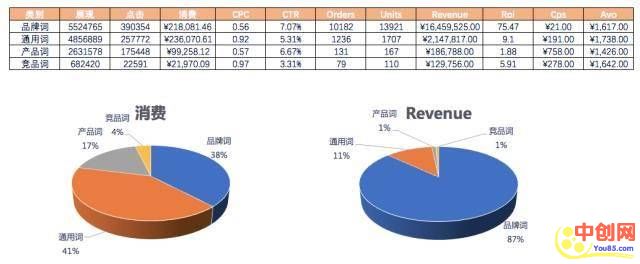 类别 展现 点击 消费 CPC CTR Orders Units Revenue Roi Cps Avo
品牌词 5524765 390354 ¥218,081.46 0.56 7.07% 10182 13921 ¥16,459,525.00 75.47 ¥21.00 ¥1,617.00
通用词 4856889 257772 ¥236,070.61 0.92 5.31% 1236 1707 ¥2,147,817.00 9.1 ¥191.00 ¥1,738.00
产品词 2631578 175448 ¥99,258.12 0.57 6.67% 131 167 ¥186,788.00 1.88 ¥758.00 ¥1,426.00
竞品词 682420 22591 ¥21,970.09 0.97 3.31% 79 110 ¥129,756.00 5.91 ¥278.00 ¥1,642.00
消费
竞品词
4%
产品词
17%
品牌词
38%
通用词
41%
Revenue
产品词
1%
竞品词
1%
通用词
11%
品牌词
87%
中创网
You85.com